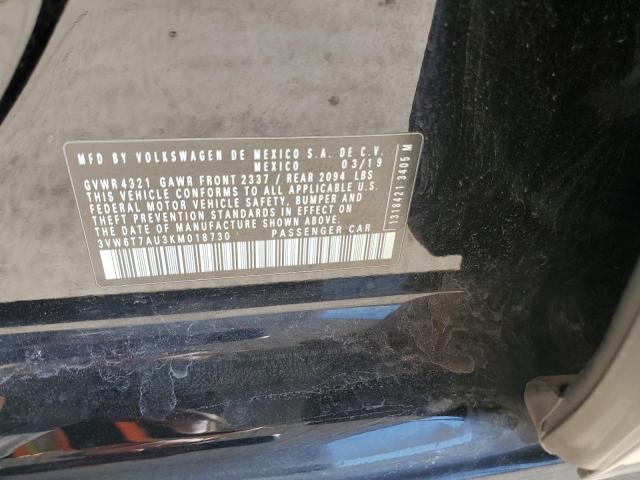 MFD BY VOLKSWAGEN DE MEXICO S.A. DE C.V.
MEXICO 03/19
GVWR 4321 GAWR FRONT 2337 / REAR 2094 LBS
THIS VEHICLE CONFORMS TO ALL APPLICABLE U.S.
FEDERAL MOTOR VEHICLE SAFETY, BUMPER AND
THEFT PREVENTION STANDARDS IN EFFECT ON
THE DATE OF MANUFACTURE SHOWN ABOVE.
3VW6T7AU3KM018730 PASSENGER CAR
1318421 3405 M